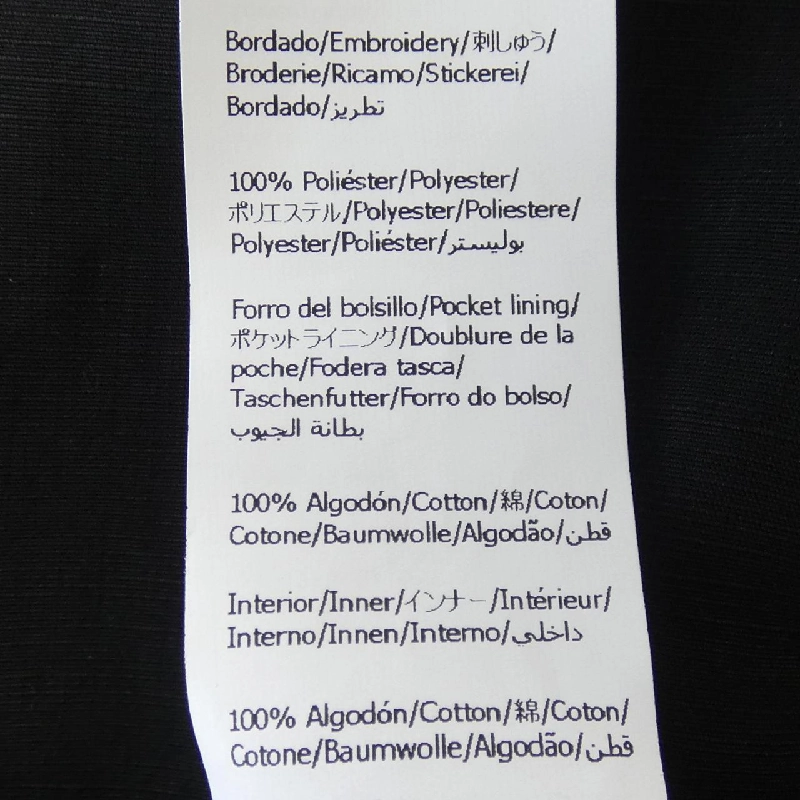 Bordado/Embroidery/刺しゅう/
Broderie/Ricamo/Stickerei/
Bordado/تطريز
100% Poliéster/Polyester/
ポリエステル/Polyester/Poliestere/
Polyester/Poliéster/بوليستر
Forro del bolsillo/Pocket lining/
ポケットライニング/Doublure de la
poche/Fodera tasca/
Taschenfutter/Forro do bolso/
بطانة الجيوب
100% Algodón/Cotton/綿/Coton/
Cotone/Baumwolle/Algodão/قطن
Interior/Inner/インナー/Intérieur/
Interno/Innen/Interno/داخلي
100% Algodón/Cotton/綿/Coton/
Cotone/Baumwolle/Algodão/قطن